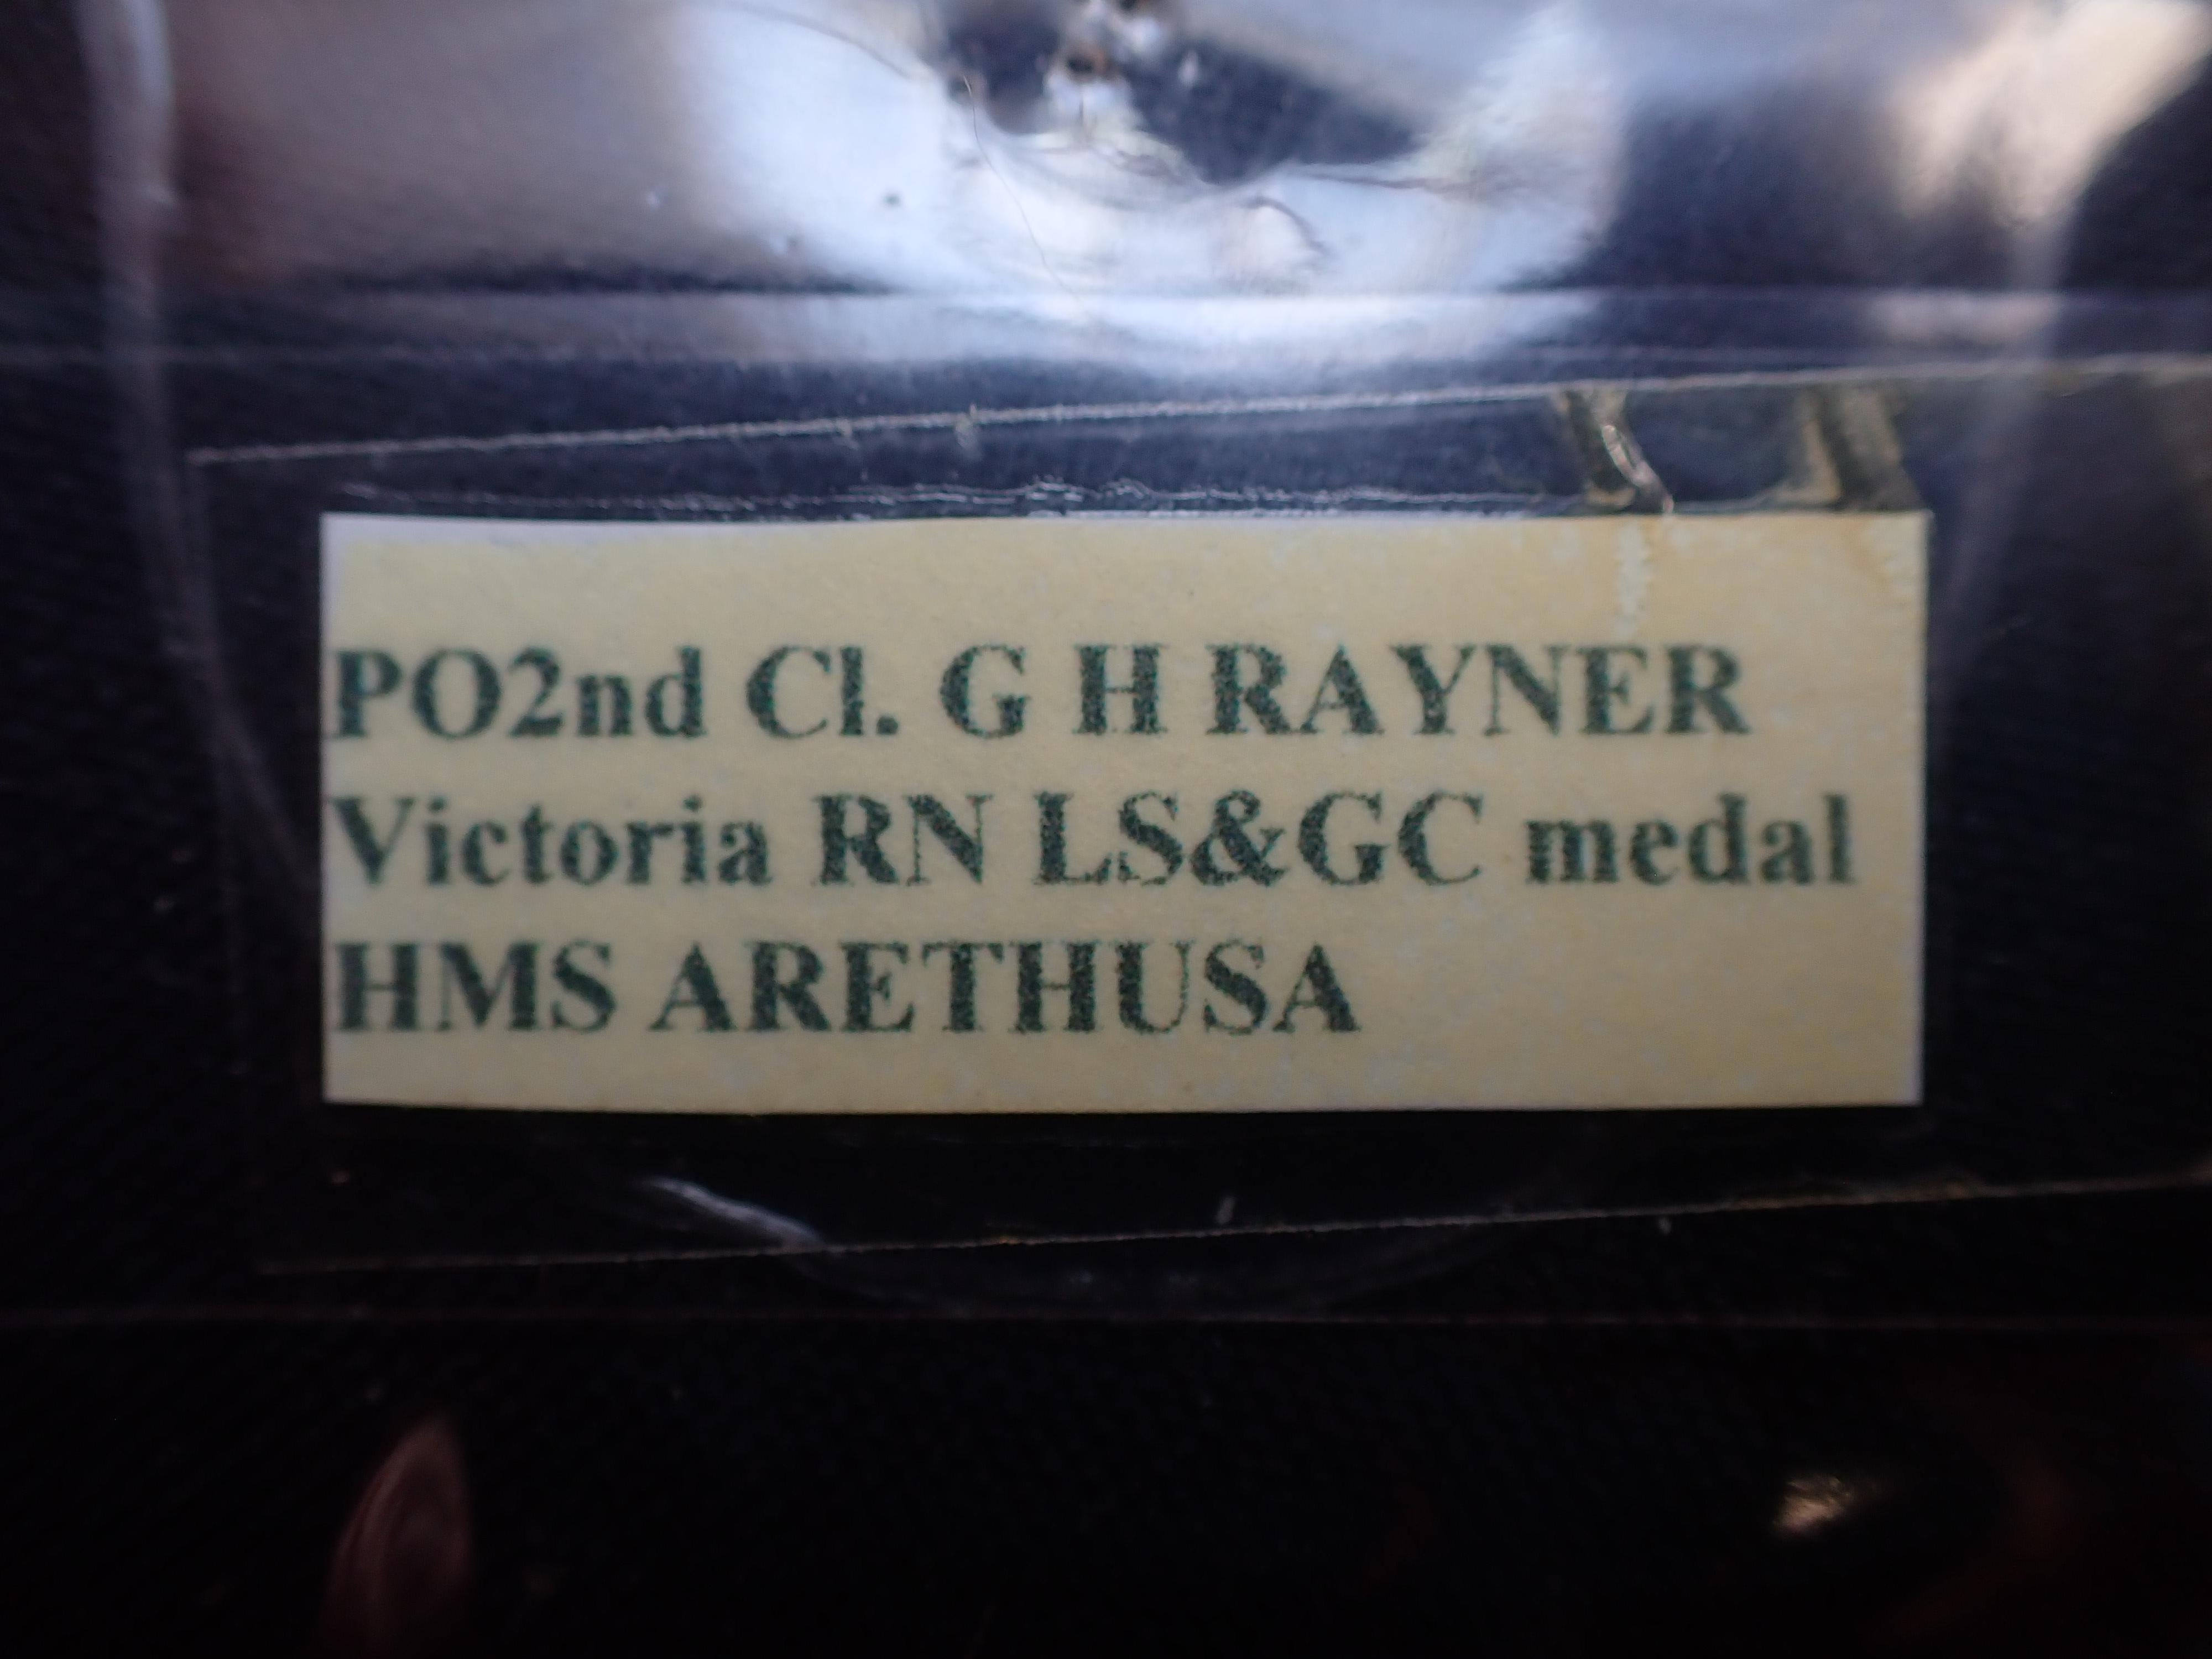 PO2nd Cl. G H RAYNER
Victoria RN LS&GC medal
HMS ARETHUSA